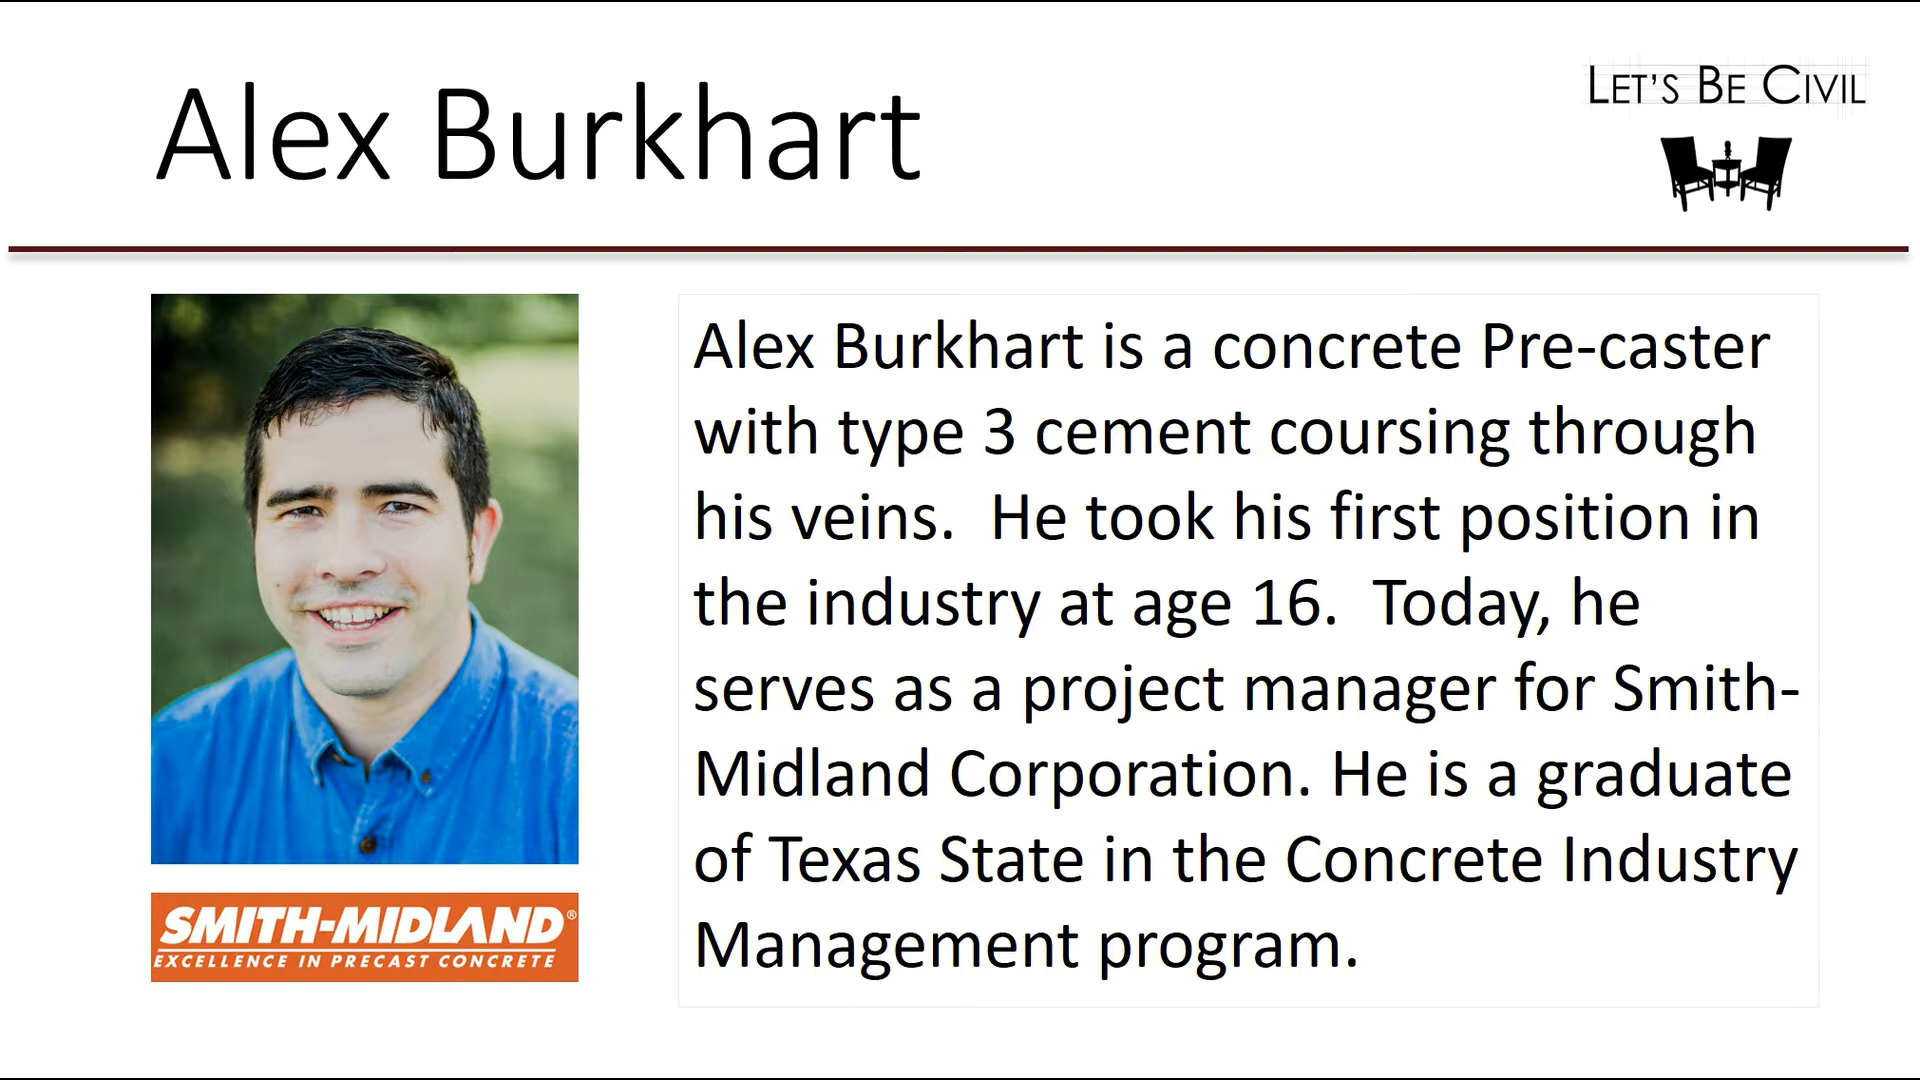 Alex Burkhart
LET'S BE CIVIL
Alex Burkhart is a concrete Pre-caster
with type 3 cement coursing through
his veins.  He took his first position in
the industry at age 16.  Today, he
serves as a project manager for Smith-
Midland Corporation. He is a graduate
of Texas State in the Concrete Industry
Management program.
SMITH-MIDLAND®
EXCELLENCE IN PRECAST CONCRETE